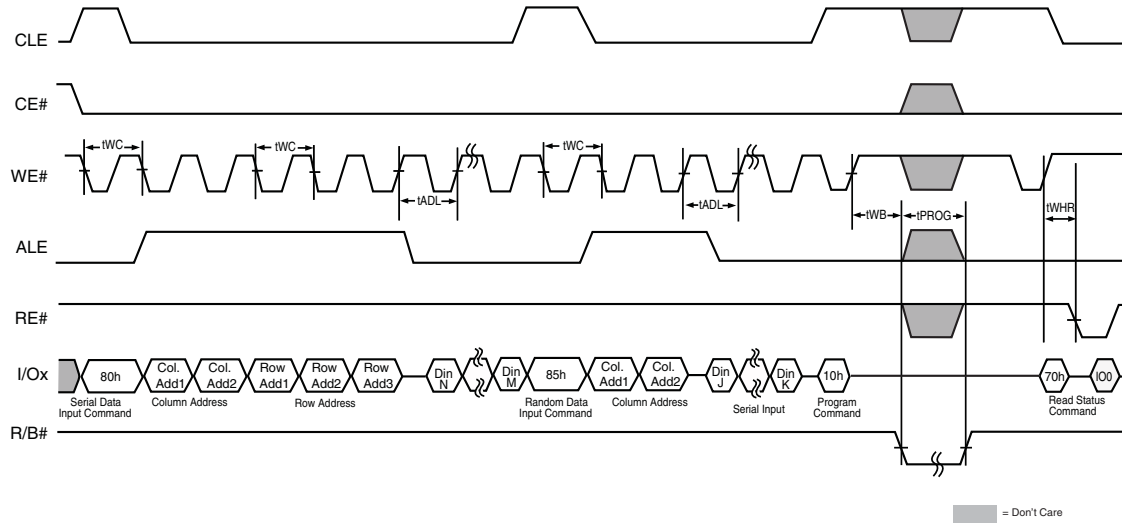 CLE
CE#
tWC
tWC
tWC
WE#
tADL
tADL
tWB
tPROG
tWHR
ALE
RE#
I/Ox
80h
Col. Add1
Col. Add2
Row Add1
Row Add2
Row Add3
Din N
Din M
85h
Col. Add1
Col. Add2
Din J
Din K
10h
70h
IO0
Serial Data Input Command
Column Address
Row Address
Random Data Input Command
Column Address
Serial Input
Program Command
Read Status Command
R/B#
= Don't Care